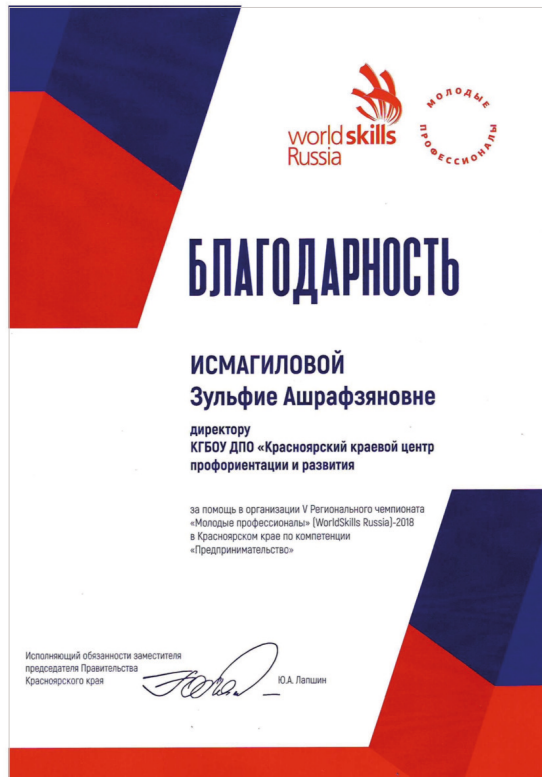 worldskills
Russia
МОЛОДЫЕ
ПРОФЕССИОНАЛЫ
БЛАГОДАРНОСТЬ
ИСМАГИЛОВОЙ
Зульфие Ашрафзяновне
директору
КГБОУ ДПО «Красноярский краевой центр
профориентации и развития
за помощь в организации V Регионального чемпионата
«Молодые профессионалы» (WorldSkills Russia)-2018
в Красноярском крае по компетенции
«Предпринимательство»
Исполняющий обязанности заместителя
председателя Правительства
Красноярского края
Ю.А. Лапшин